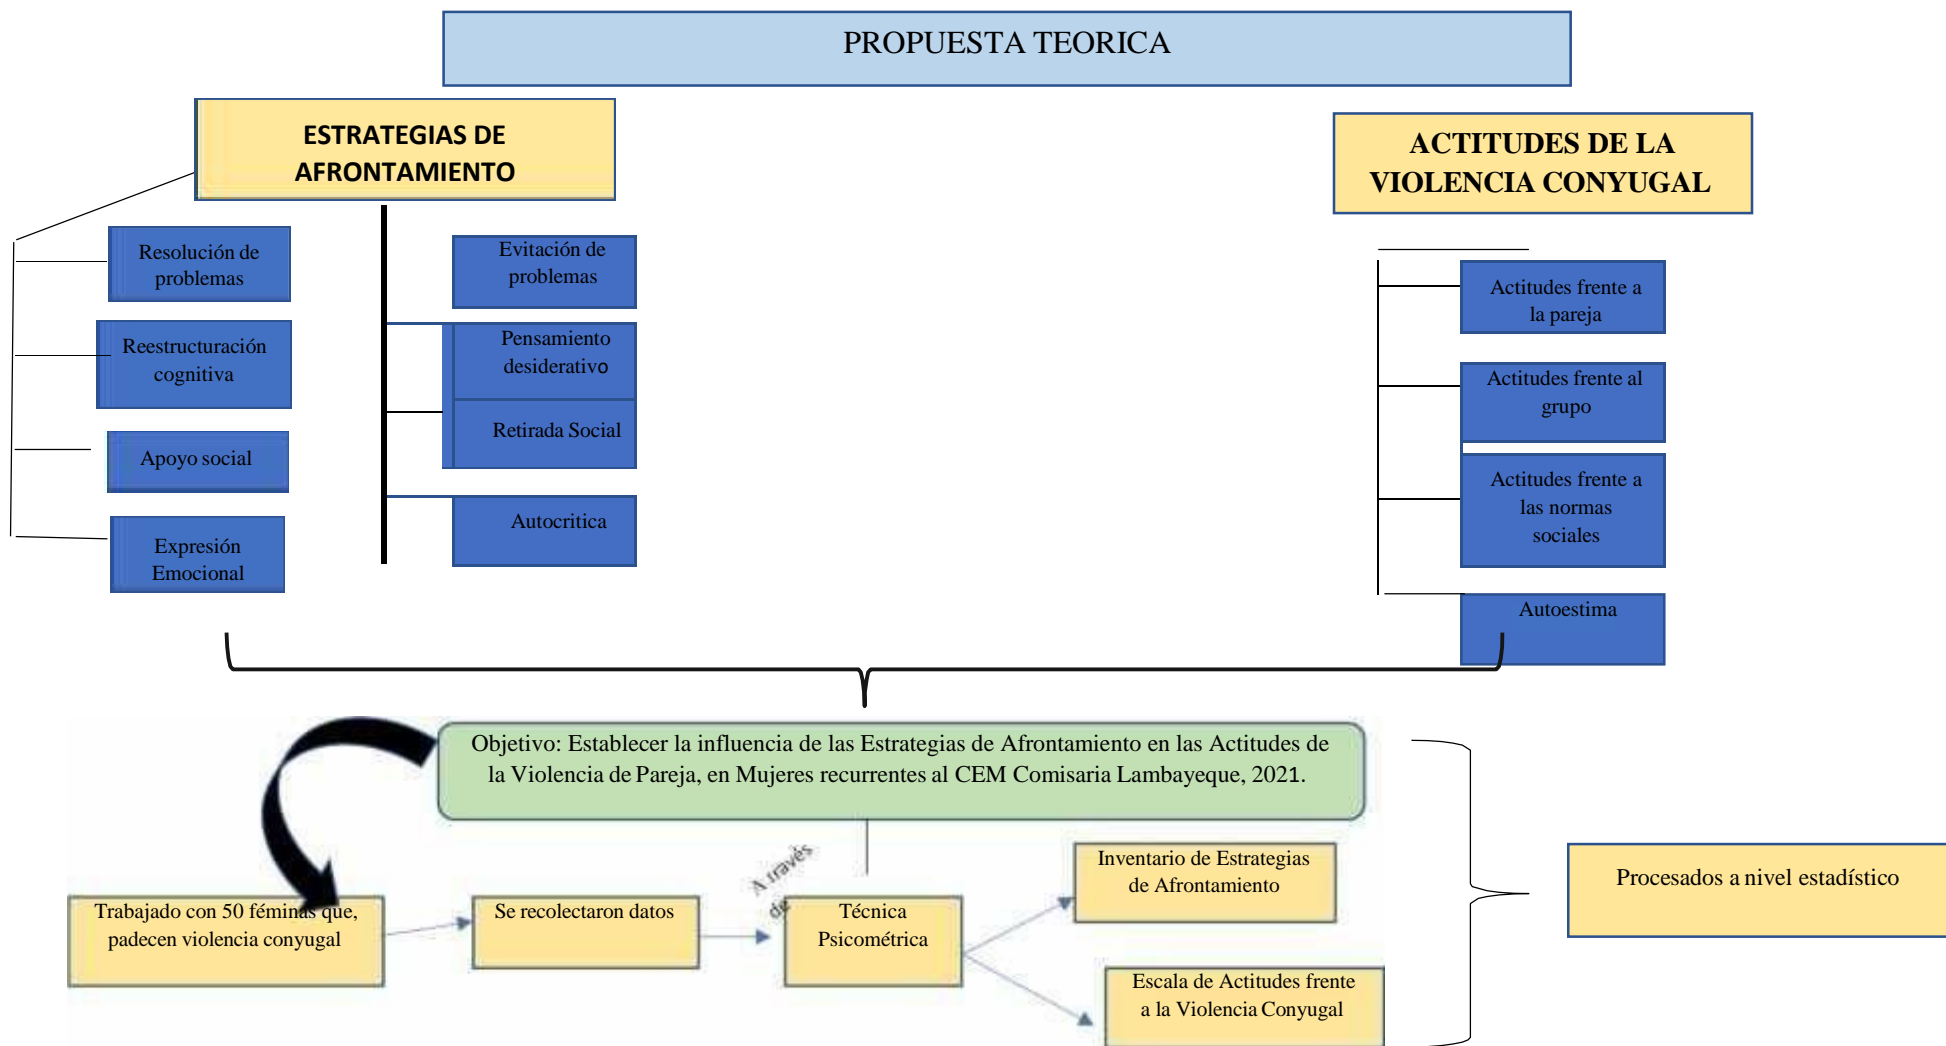 PROPUESTA TEORICA
ESTRATEGIAS DE
AFRONTAMIENTO
Resolución de
problemas
Reestructuración
cognitiva
Apoyo social
Expresión
Emocional
Evitación de
problemas
Pensamiento
desiderativo
Retirada Social
Autocritica
ACTITUDES DE LA
VIOLENCIA CONYUGAL
Actitudes frente a
la pareja
Actitudes frente al
grupo
Actitudes frente a
las normas
sociales
Autoestima
Objetivo: Establecer la influencia de las Estrategias de Afrontamiento en las Actitudes de
la Violencia de Pareja, en Mujeres recurrentes al CEM Comisaria Lambayeque, 2021.
Trabajado con 50 féminas que,
padecen violencia conyugal
Se recolectaron datos
A través
de
Técnica
Psicométrica
Inventario de Estrategias
de Afrontamiento
Escala de Actitudes frente
a la Violencia Conyugal
Procesados a nivel estadístico